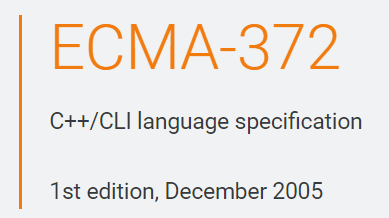 ECMA-372
C++/CLI language specification
1st edition, December 2005